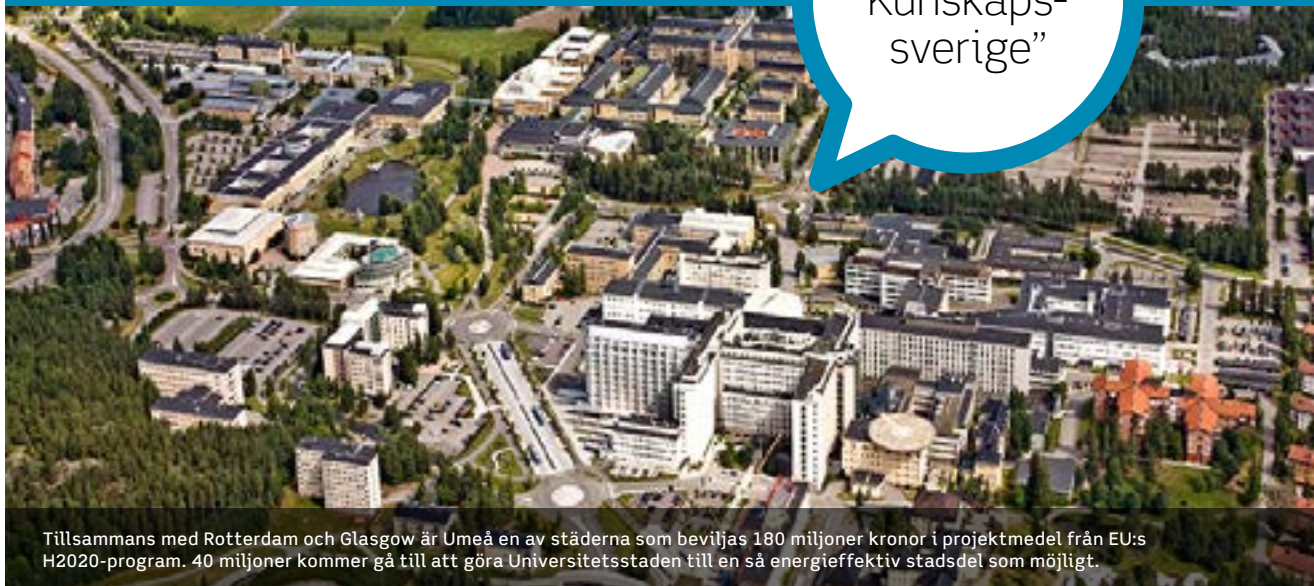 Kunskaps-
sverige”
Tillsammans med Rotterdam och Glasgow är Umeå en av städerna som beviljas 180 miljoner kronor i projektmedel från EU:s
H2020-program. 40 miljoner kommer gå till att göra Universitetsstaden till en så energieffektiv stadsdel som möjligt.